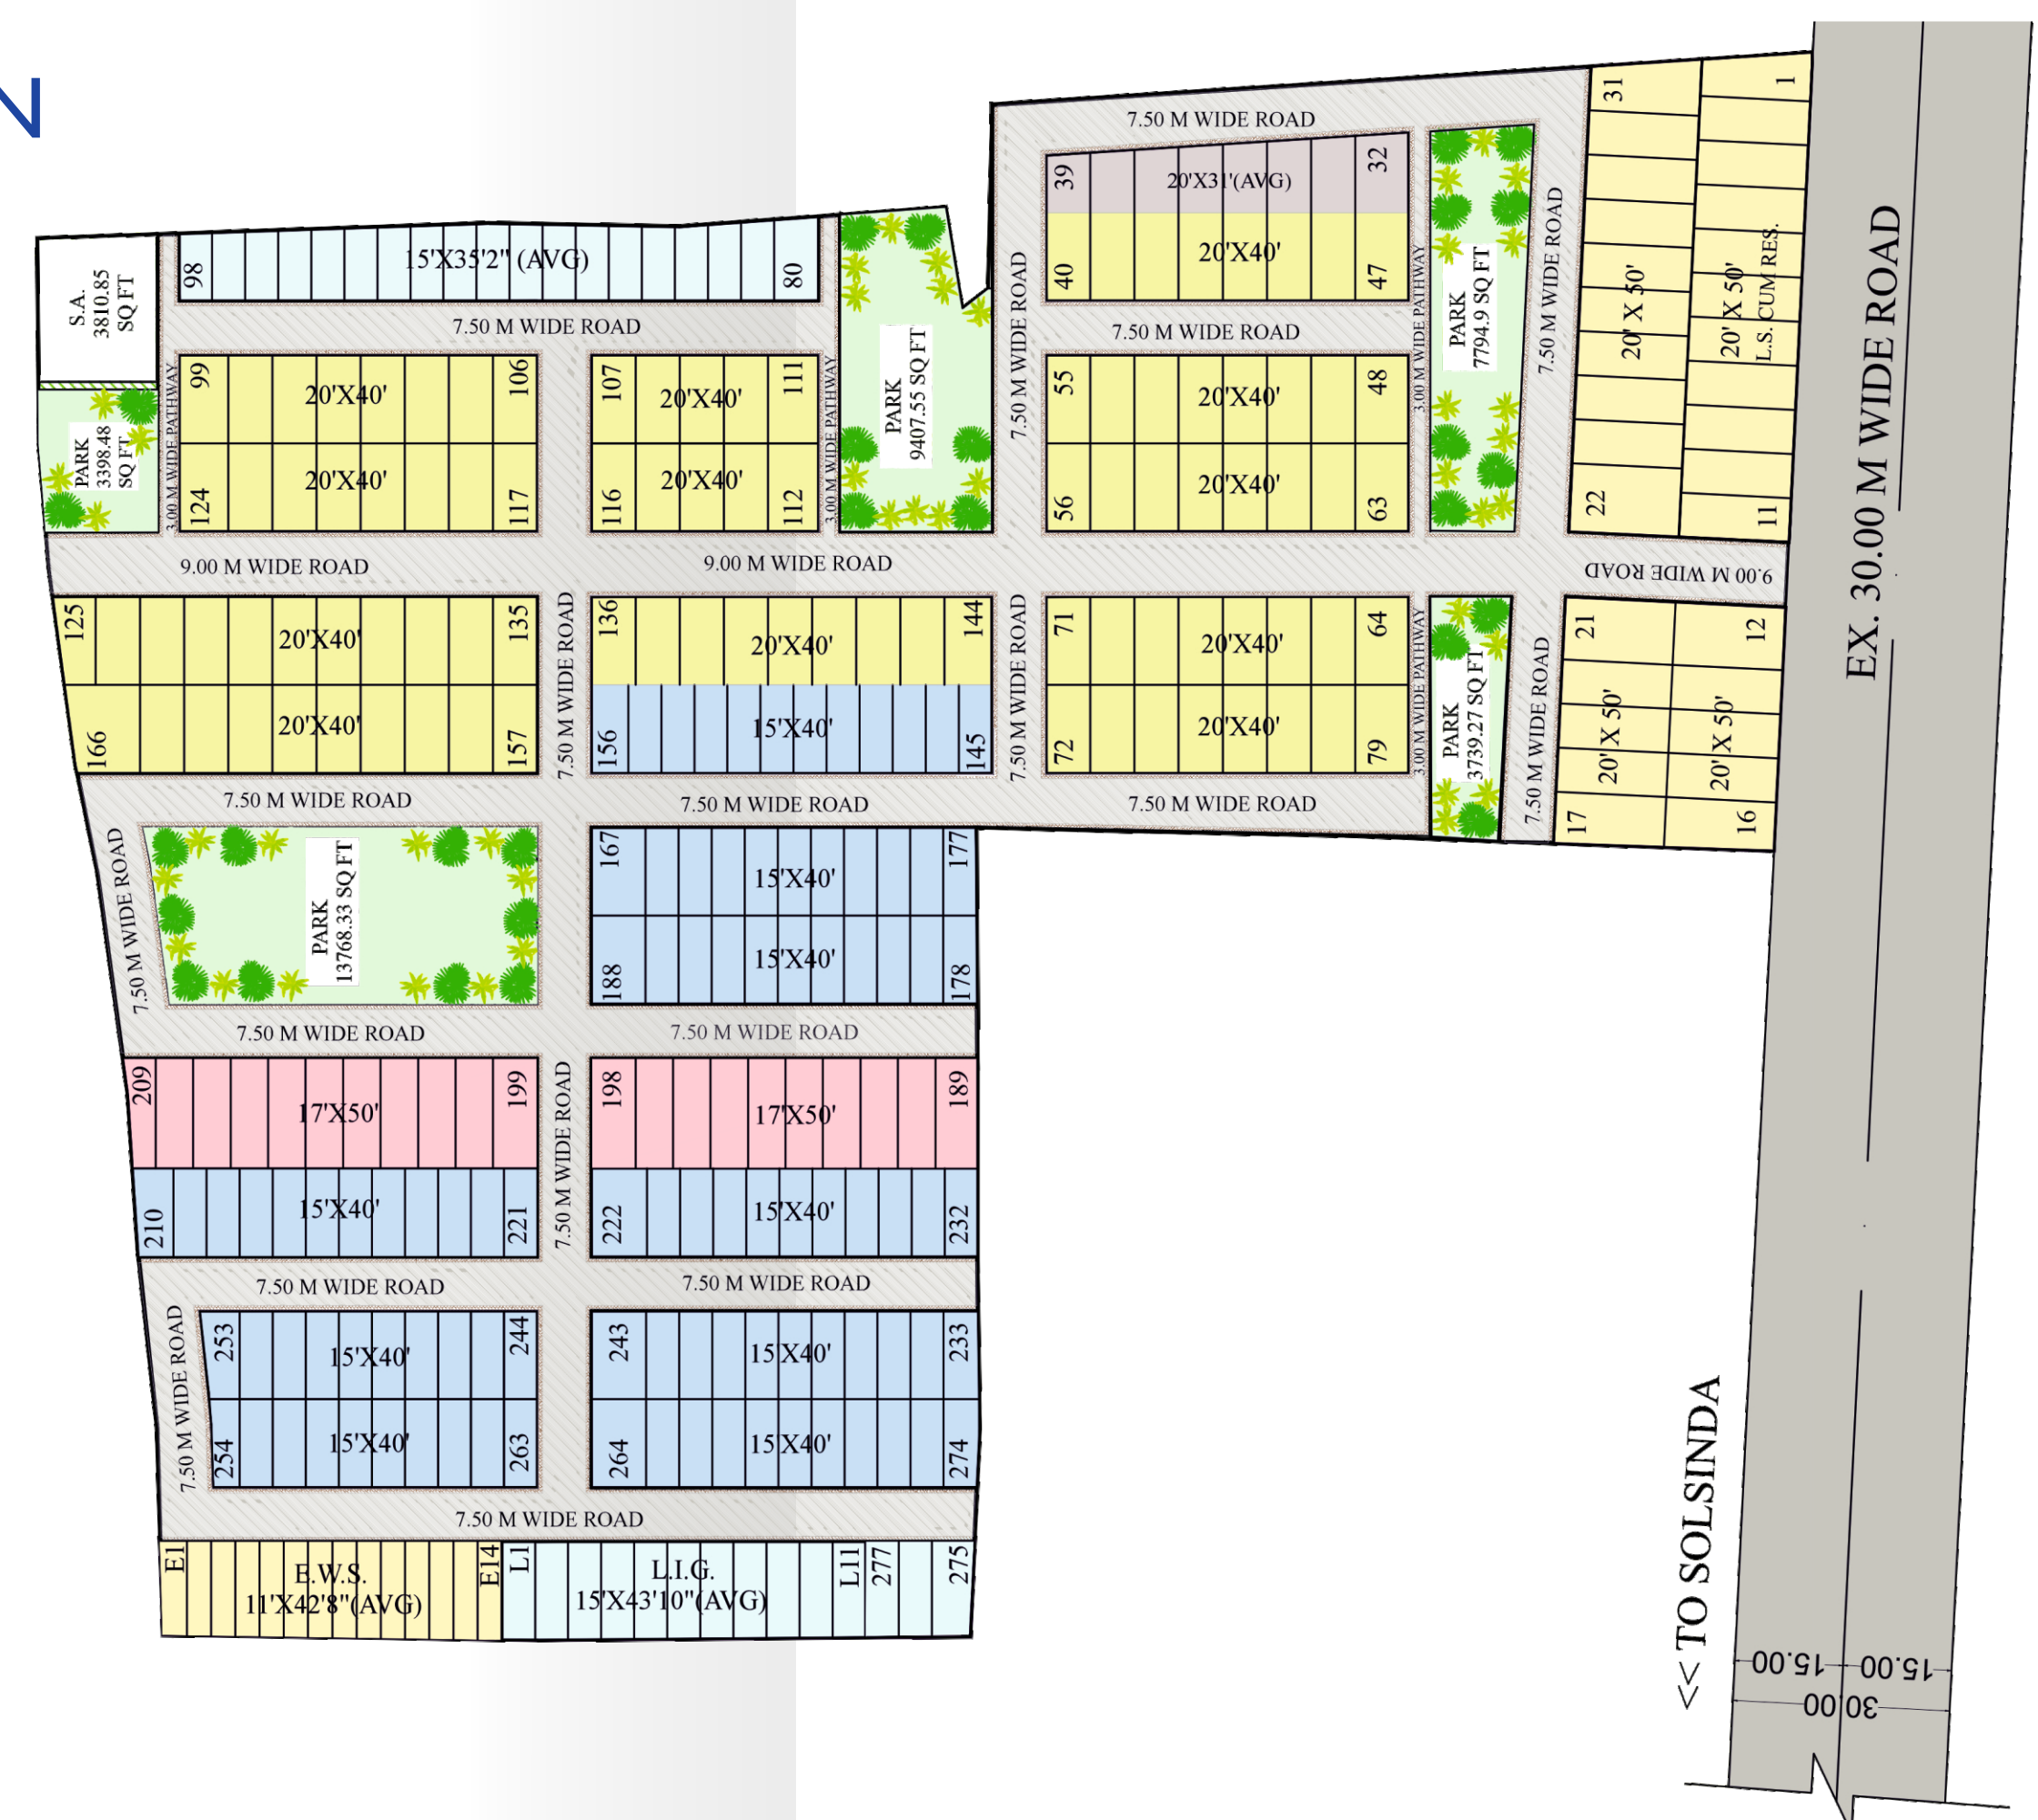 Z
7.50 M WIDE ROAD
31
1
39
20'X31'(AVG)
32
40
20'X40'
47
98
15'X35'2" (AVG)
80
S.A.
3810.85
SQ FT
7.50 M WIDE ROAD
7.50 M WIDE ROAD
7.50 M WIDE ROAD
3.00 M WIDE PATHWAY
PARK
7794.9 SQ FT
7.50 M WIDE ROAD
20' X 50'
20' X 50'
L.S. CUM RES.
EX. 30.00 M WIDE ROAD
PARK
3398.48
SQ FT
3.00 M WIDE PATHWAY
99
20'X40'
106
107
20'X40'
111
3.00 M WIDE PATHWAY
PARK
9407.55 SQ FT
55
20'X40'
48
124
20'X40'
117
116
20'X40'
112
56
20'X40'
63
22
11
9.00 M WIDE ROAD
9.00 M WIDE ROAD
9.00 M WIDE ROAD
125
20'X40'
135
7.50 M WIDE ROAD
136
20'X40'
144
7.50 M WIDE ROAD
71
20'X40'
64
3.00 M WIDE PATHWAY
PARK
3739.27 SQ FT
7.50 M WIDE ROAD
21
12
166
20'X40'
157
156
15'X40'
145
72
20'X40'
79
20' X 50'
20' X 50'
17
16
7.50 M WIDE ROAD
7.50 M WIDE ROAD
7.50 M WIDE ROAD
7.50 M WIDE ROAD
PARK
13768.33 SQ FT
167
15'X40'
177
188
15'X40'
178
7.50 M WIDE ROAD
7.50 M WIDE ROAD
209
17'X50'
199
7.50 M WIDE ROAD
198
17'X50'
189
210
15'X40'
221
222
15'X40'
232
7.50 M WIDE ROAD
7.50 M WIDE ROAD
7.50 M WIDE ROAD
253
15'X40'
244
243
15'X40'
233
254
15'X40'
263
264
15'X40'
274
7.50 M WIDE ROAD
E1
E.W.S.
11'X42'8"(AVG)
E14
L1
L.I.G.
15'X43'10"(AVG)
L11
277
275
<< TO SOLSINDA
15.00
15.00
30.00